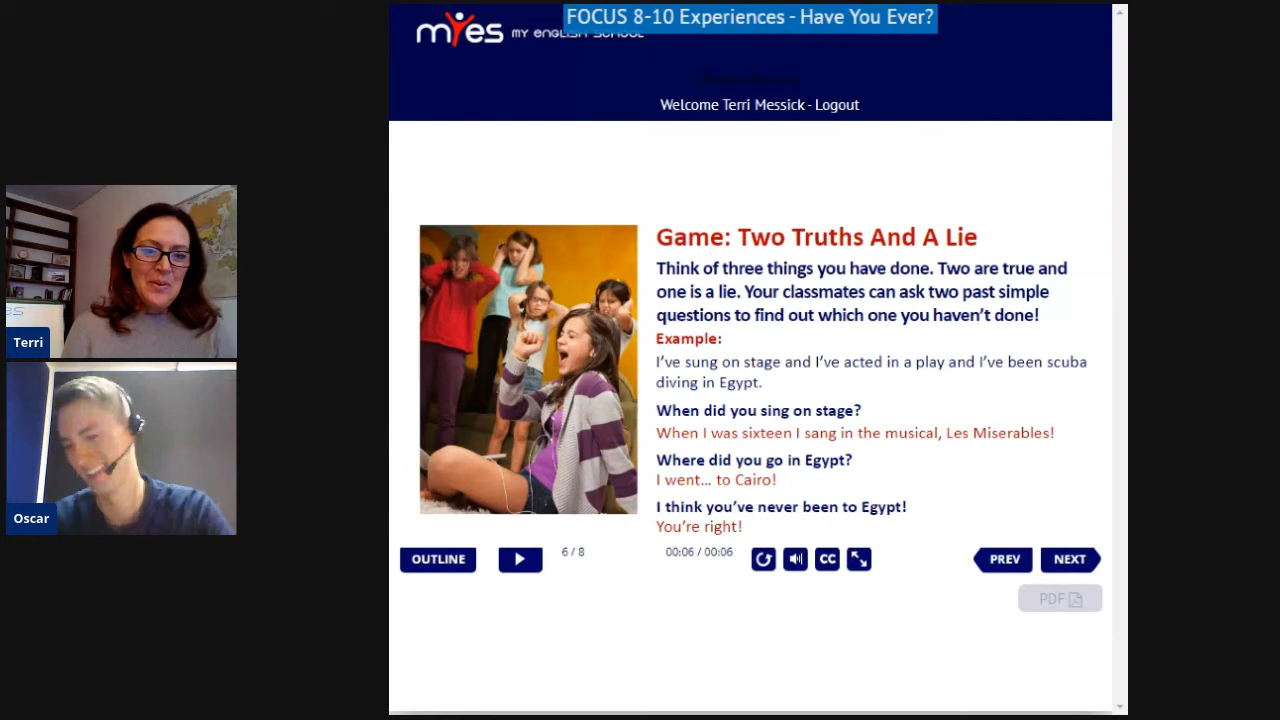 FOCUS 8-10 Experiences - Have You Ever?
myes MY ENGLISH SCHOOL
Welcome Terri Messick - Logout
Game: Two Truths And A Lie
Think of three things you have done. Two are true and
one is a lie. Your classmates can ask two past simple
questions to find out which one you haven't done!
Example:
I've sung on stage and I've acted in a play and I've been scuba
diving in Egypt.
When did you sing on stage?
When I was sixteen I sang in the musical, Les Miserables!
Where did you go in Egypt?
I went... to Cairo!
I think you've never been to Egypt!
You're right!
OUTLINE
6 / 8
00:06 / 00:06
CC
PREV
NEXT
PDF
Terri
Oscar